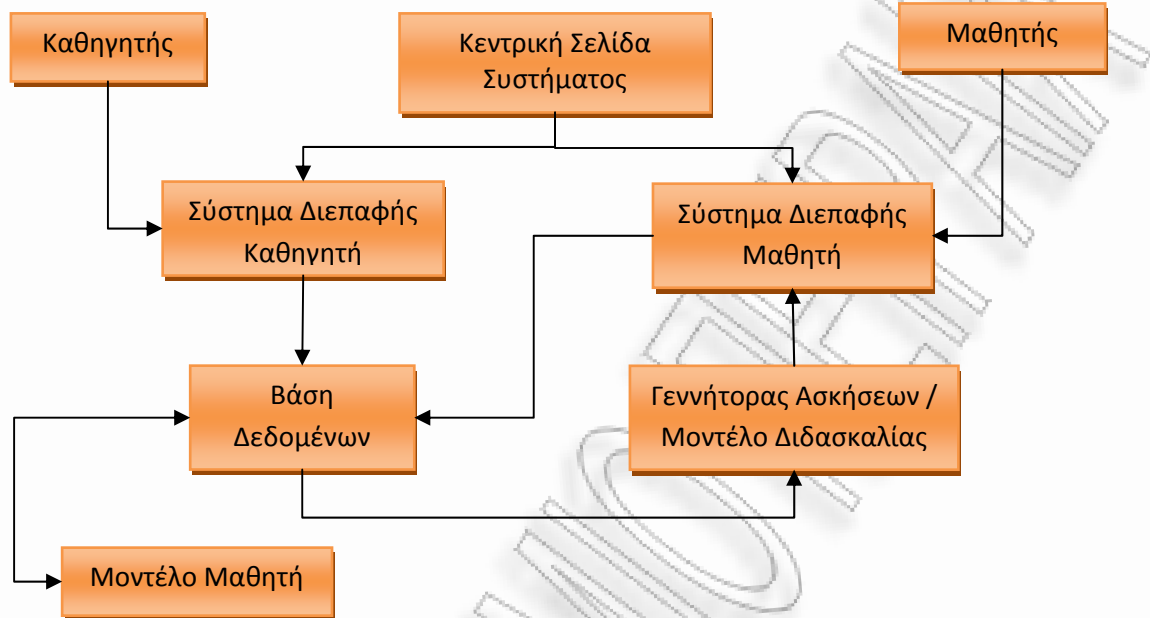 Καθηγητής
Κεντρική Σελίδα
Συστήματος
Μαθητής
Σύστημα Διεπαφής
Καθηγητή
Σύστημα Διεπαφής
Μαθητή
Βάση
Δεδομένων
Γεννήτορας Ασκήσεων /
Μοντέλο Διδασκαλίας
Μοντέλο Μαθητή